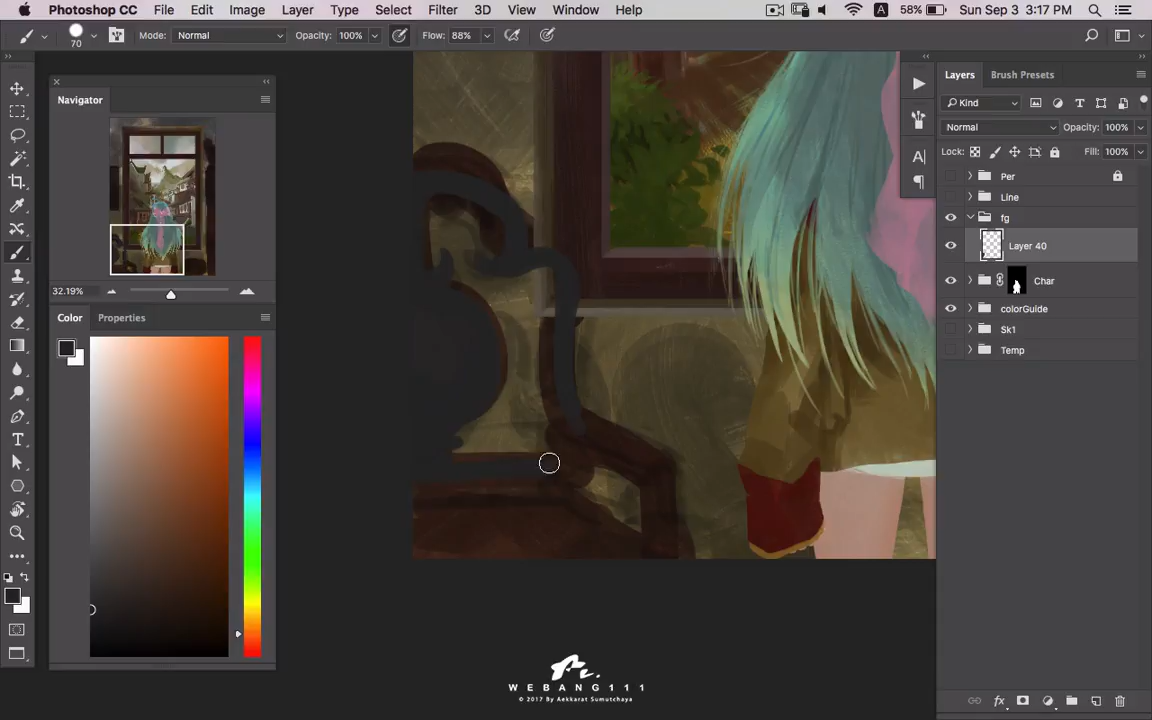 Photoshop CC File Edit Image Layer Type Select Filter 3D View Window Help 58% Sun Sep 3 3:17 PM
70 Mode: Normal Opacity: 100% Flow: 88%
Navigator
32.19%
Color Properties
Layers Brush Presets
Kind
Normal Opacity: 100%
Lock: Fill: 100%
Per
Line
fg
Layer 40
Char
colorGuide
Sk1
Temp
WEBANG111
© 2017 By Aekkarat Sumutchaya